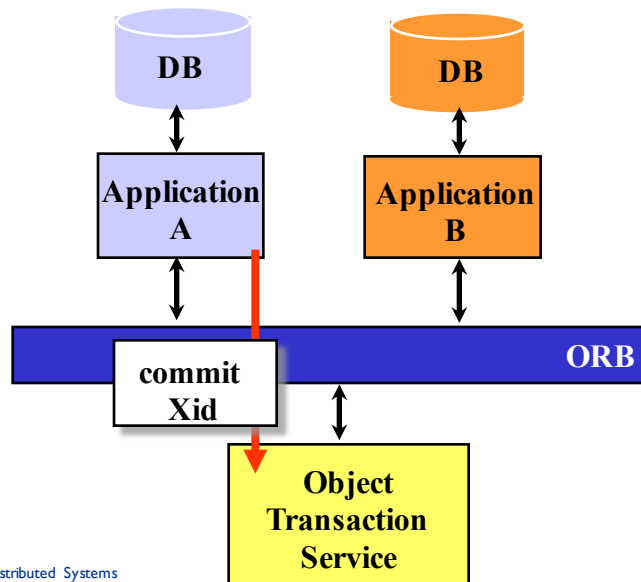 DB
DB
Application
A
Application
B
ORB
commit
Xid
Object
Transaction
Service
stributed Systems